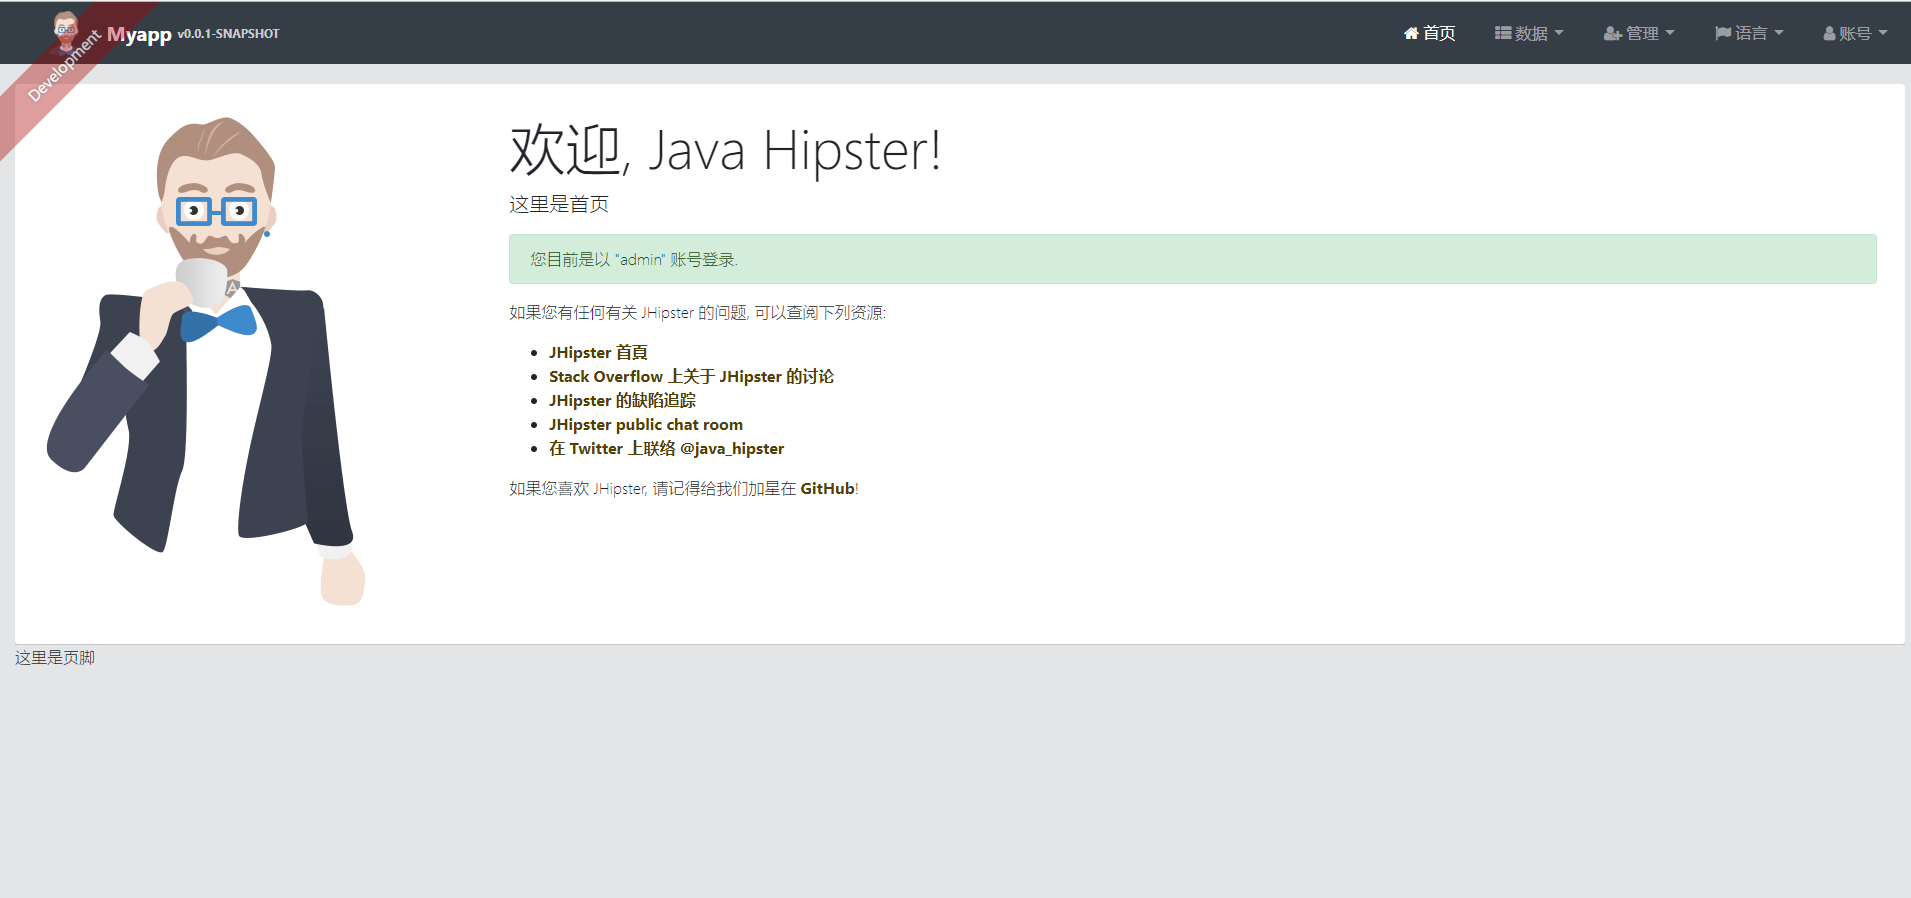 Development
Myapp v0.0.1-SNAPSHOT
首页 数据 管理 语言 账号
欢迎, Java Hipster!
这里是首页
您目前是以 "admin" 账号登录.
如果您有任何有关 JHipster 的问题, 可以查阅下列资源:
JHipster 首頁
Stack Overflow 上关于 JHipster 的讨论
JHipster 的缺陷追踪
JHipster public chat room
在 Twitter 上联络 @java_hipster
如果您喜欢 JHipster, 请记得给我们加星在 GitHub!
这里是页脚